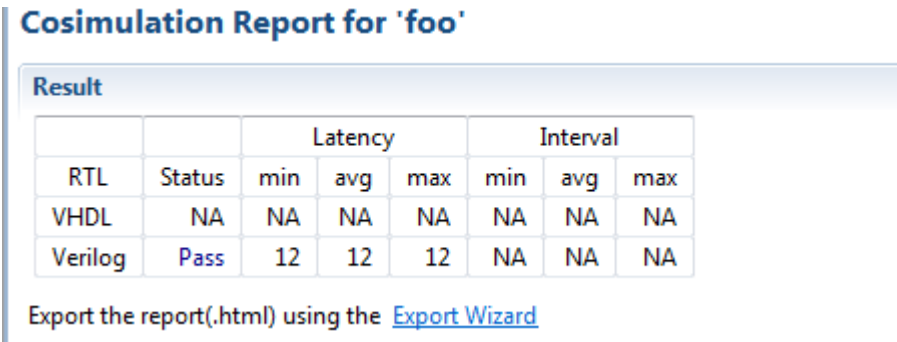 Cosimulation Report for 'foo'
Result
Latency Interval
RTL Status min avg max min avg max
VHDL NA NA NA NA NA NA NA
Verilog Pass 12 12 12 NA NA NA
Export the report(.html) using the Export Wizard